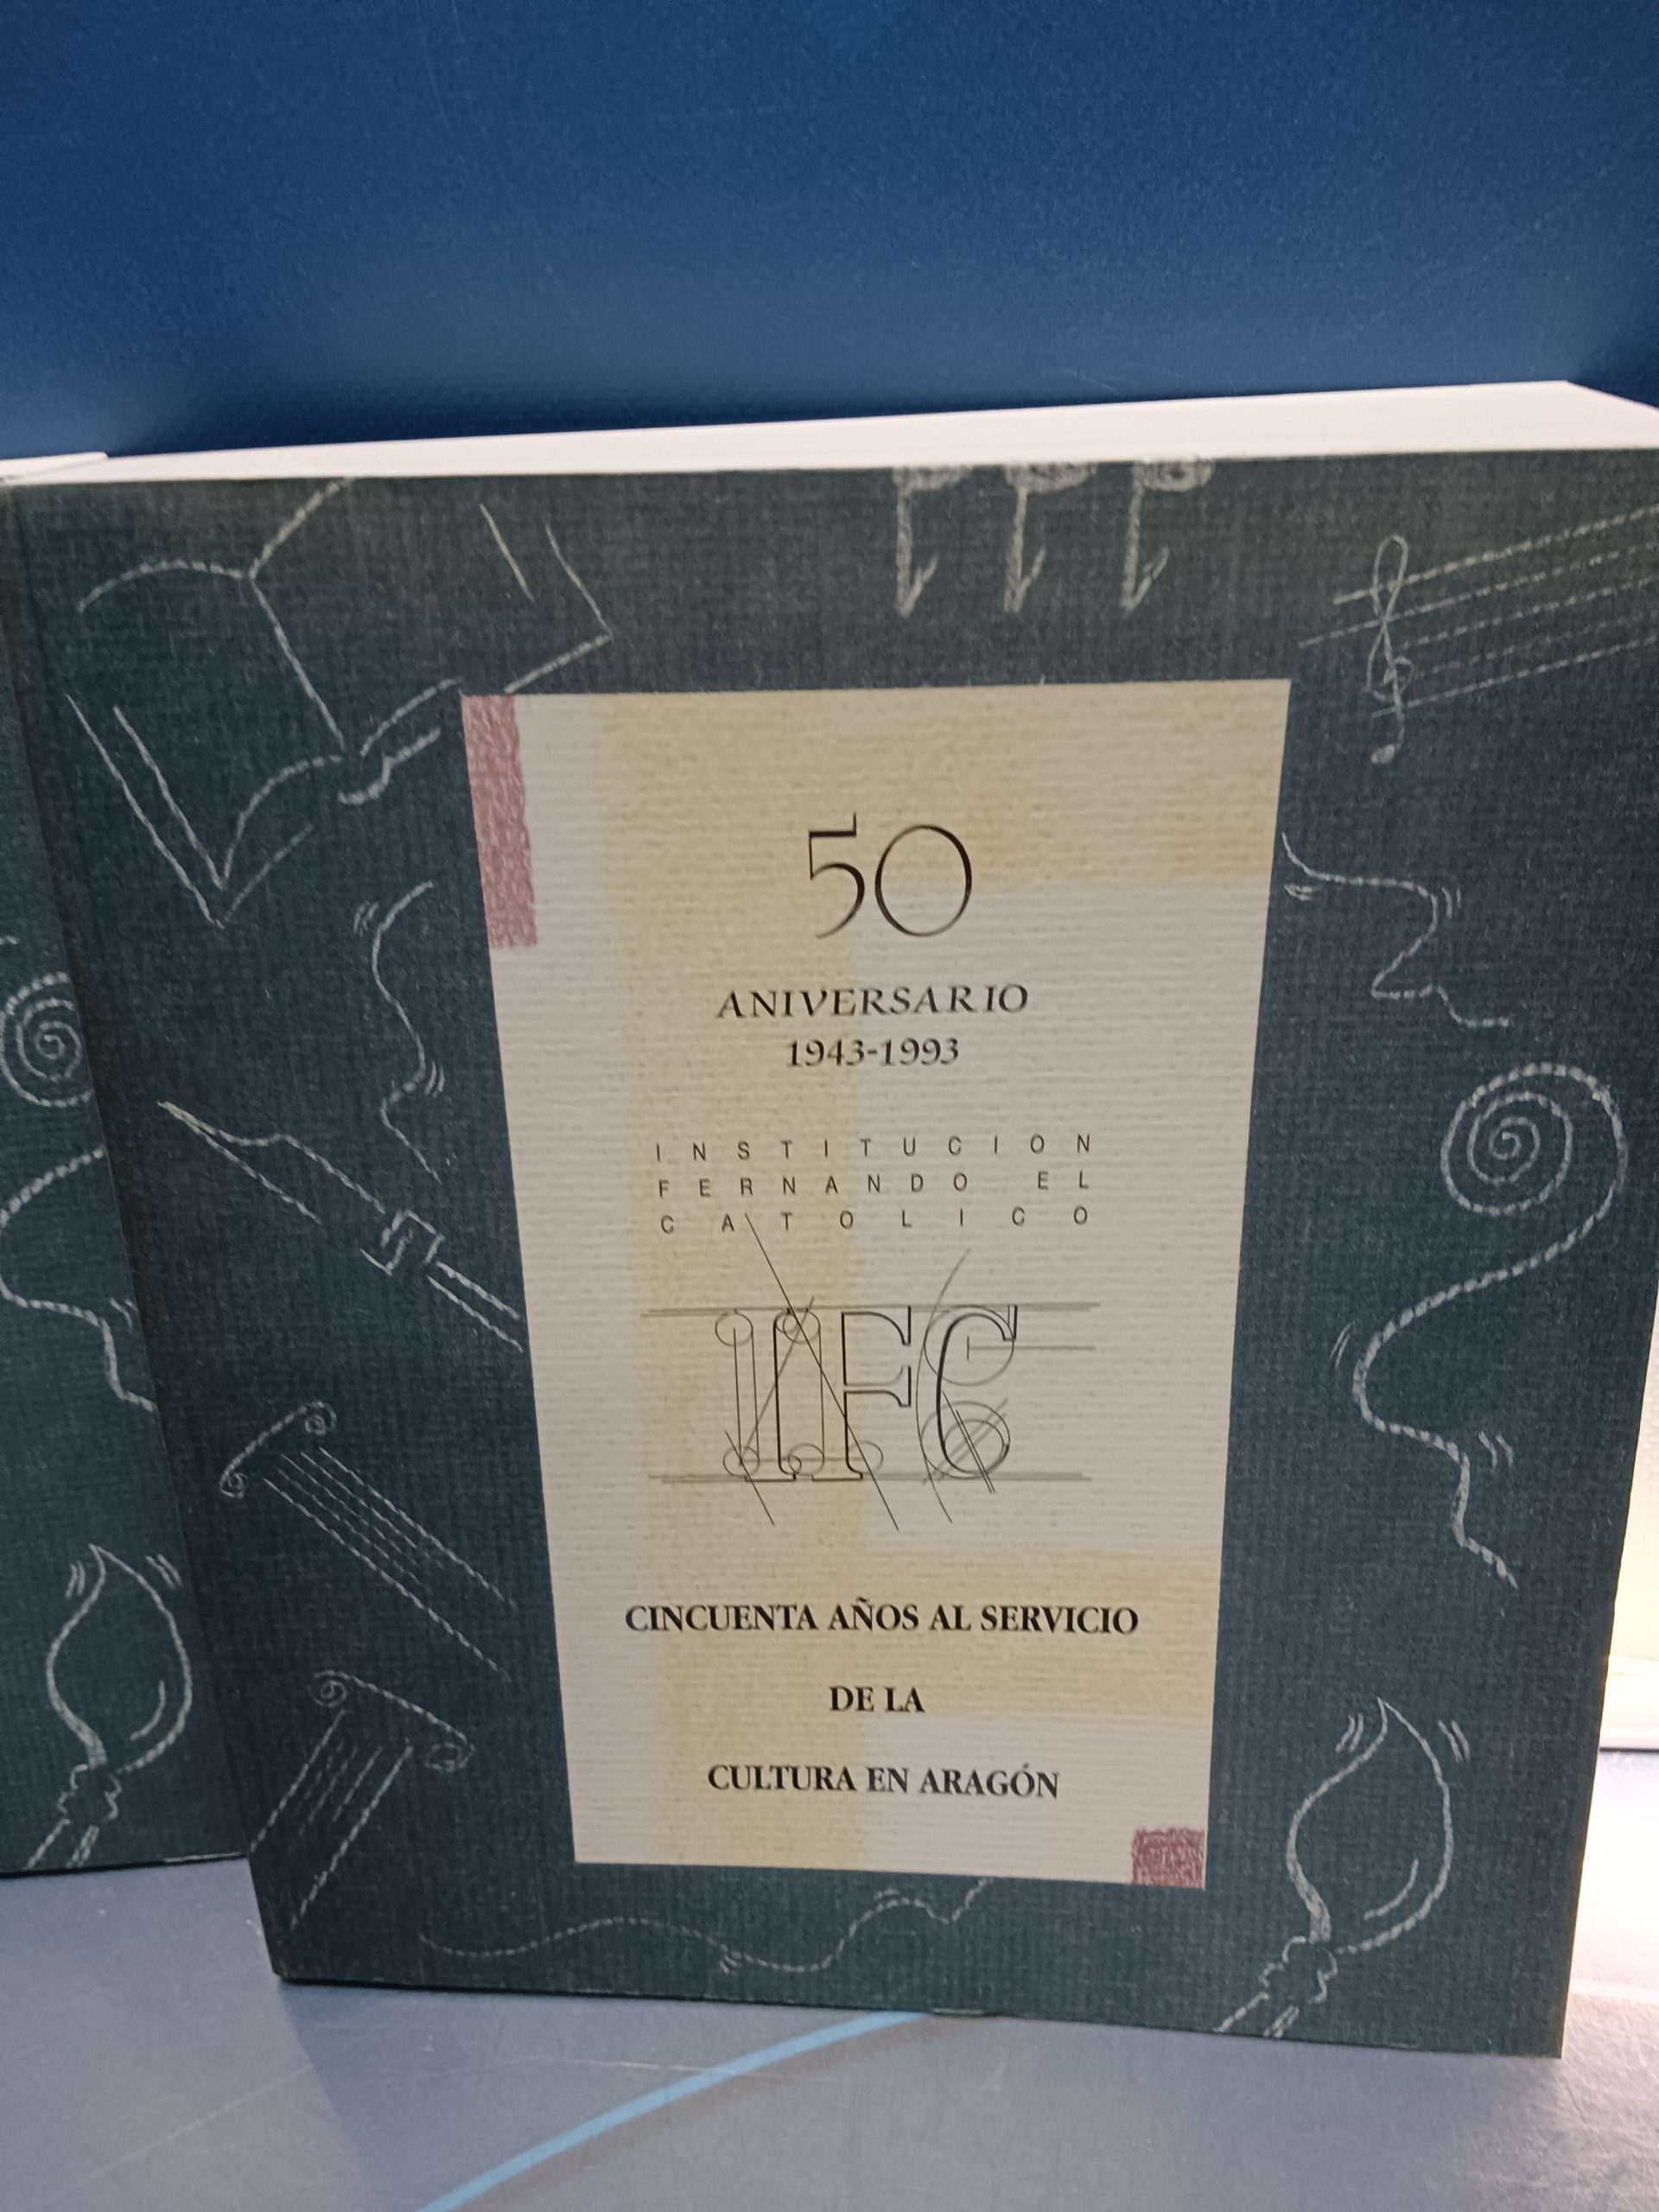 50
ANIVERSARIO
1943-1993
INSTITUCION
FERNANDO EL
CATOLICO
IFC
CINCUENTA AÑOS AL SERVICIO
DE LA
CULTURA EN ARAGÓN